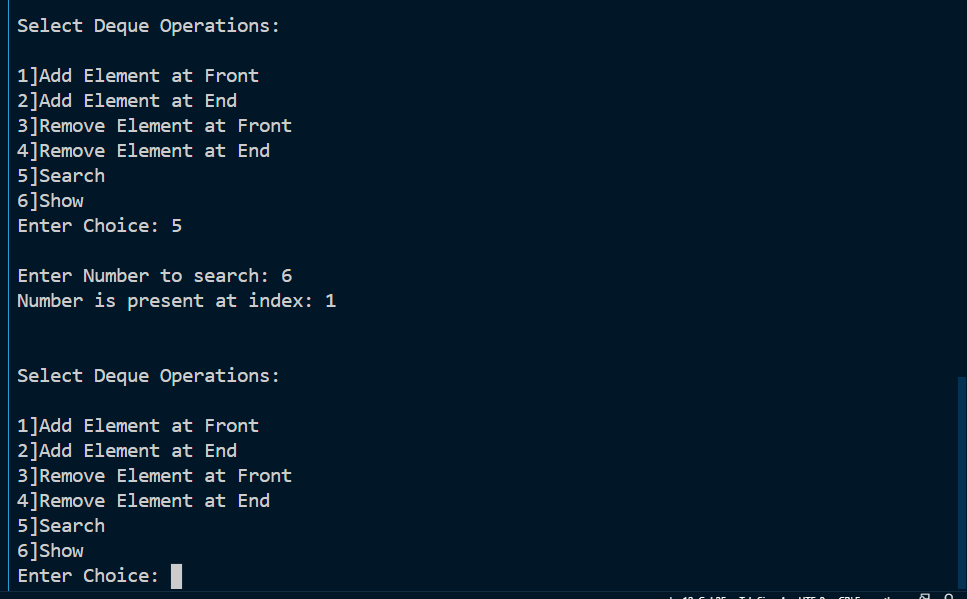 Select Deque Operations:
1]Add Element at Front
2]Add Element at End
3]Remove Element at Front
4]Remove Element at End
5]Search
6]Show
Enter Choice: 5
Enter Number to search: 6
Number is present at index: 1
Select Deque Operations:
1]Add Element at Front
2]Add Element at End
3]Remove Element at Front
4]Remove Element at End
5]Search
6]Show
Enter Choice: